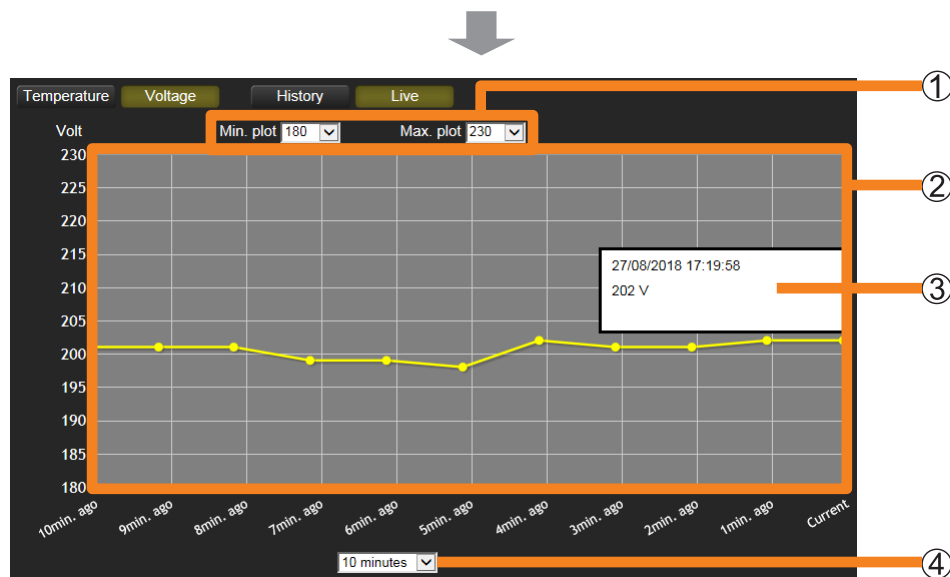 Temperature Voltage History Live ①
Volt Min. plot 180 Max. plot 230
230
225 ②
220
215
27/08/2018 17:19:58
210 202 V ③
205
200
195
190
185
180
10min. ago 9min. ago 8min. ago 7min. ago 6min. ago 5min. ago 4min. ago 3min. ago 2min. ago 1min. ago Current
10 minutes ④